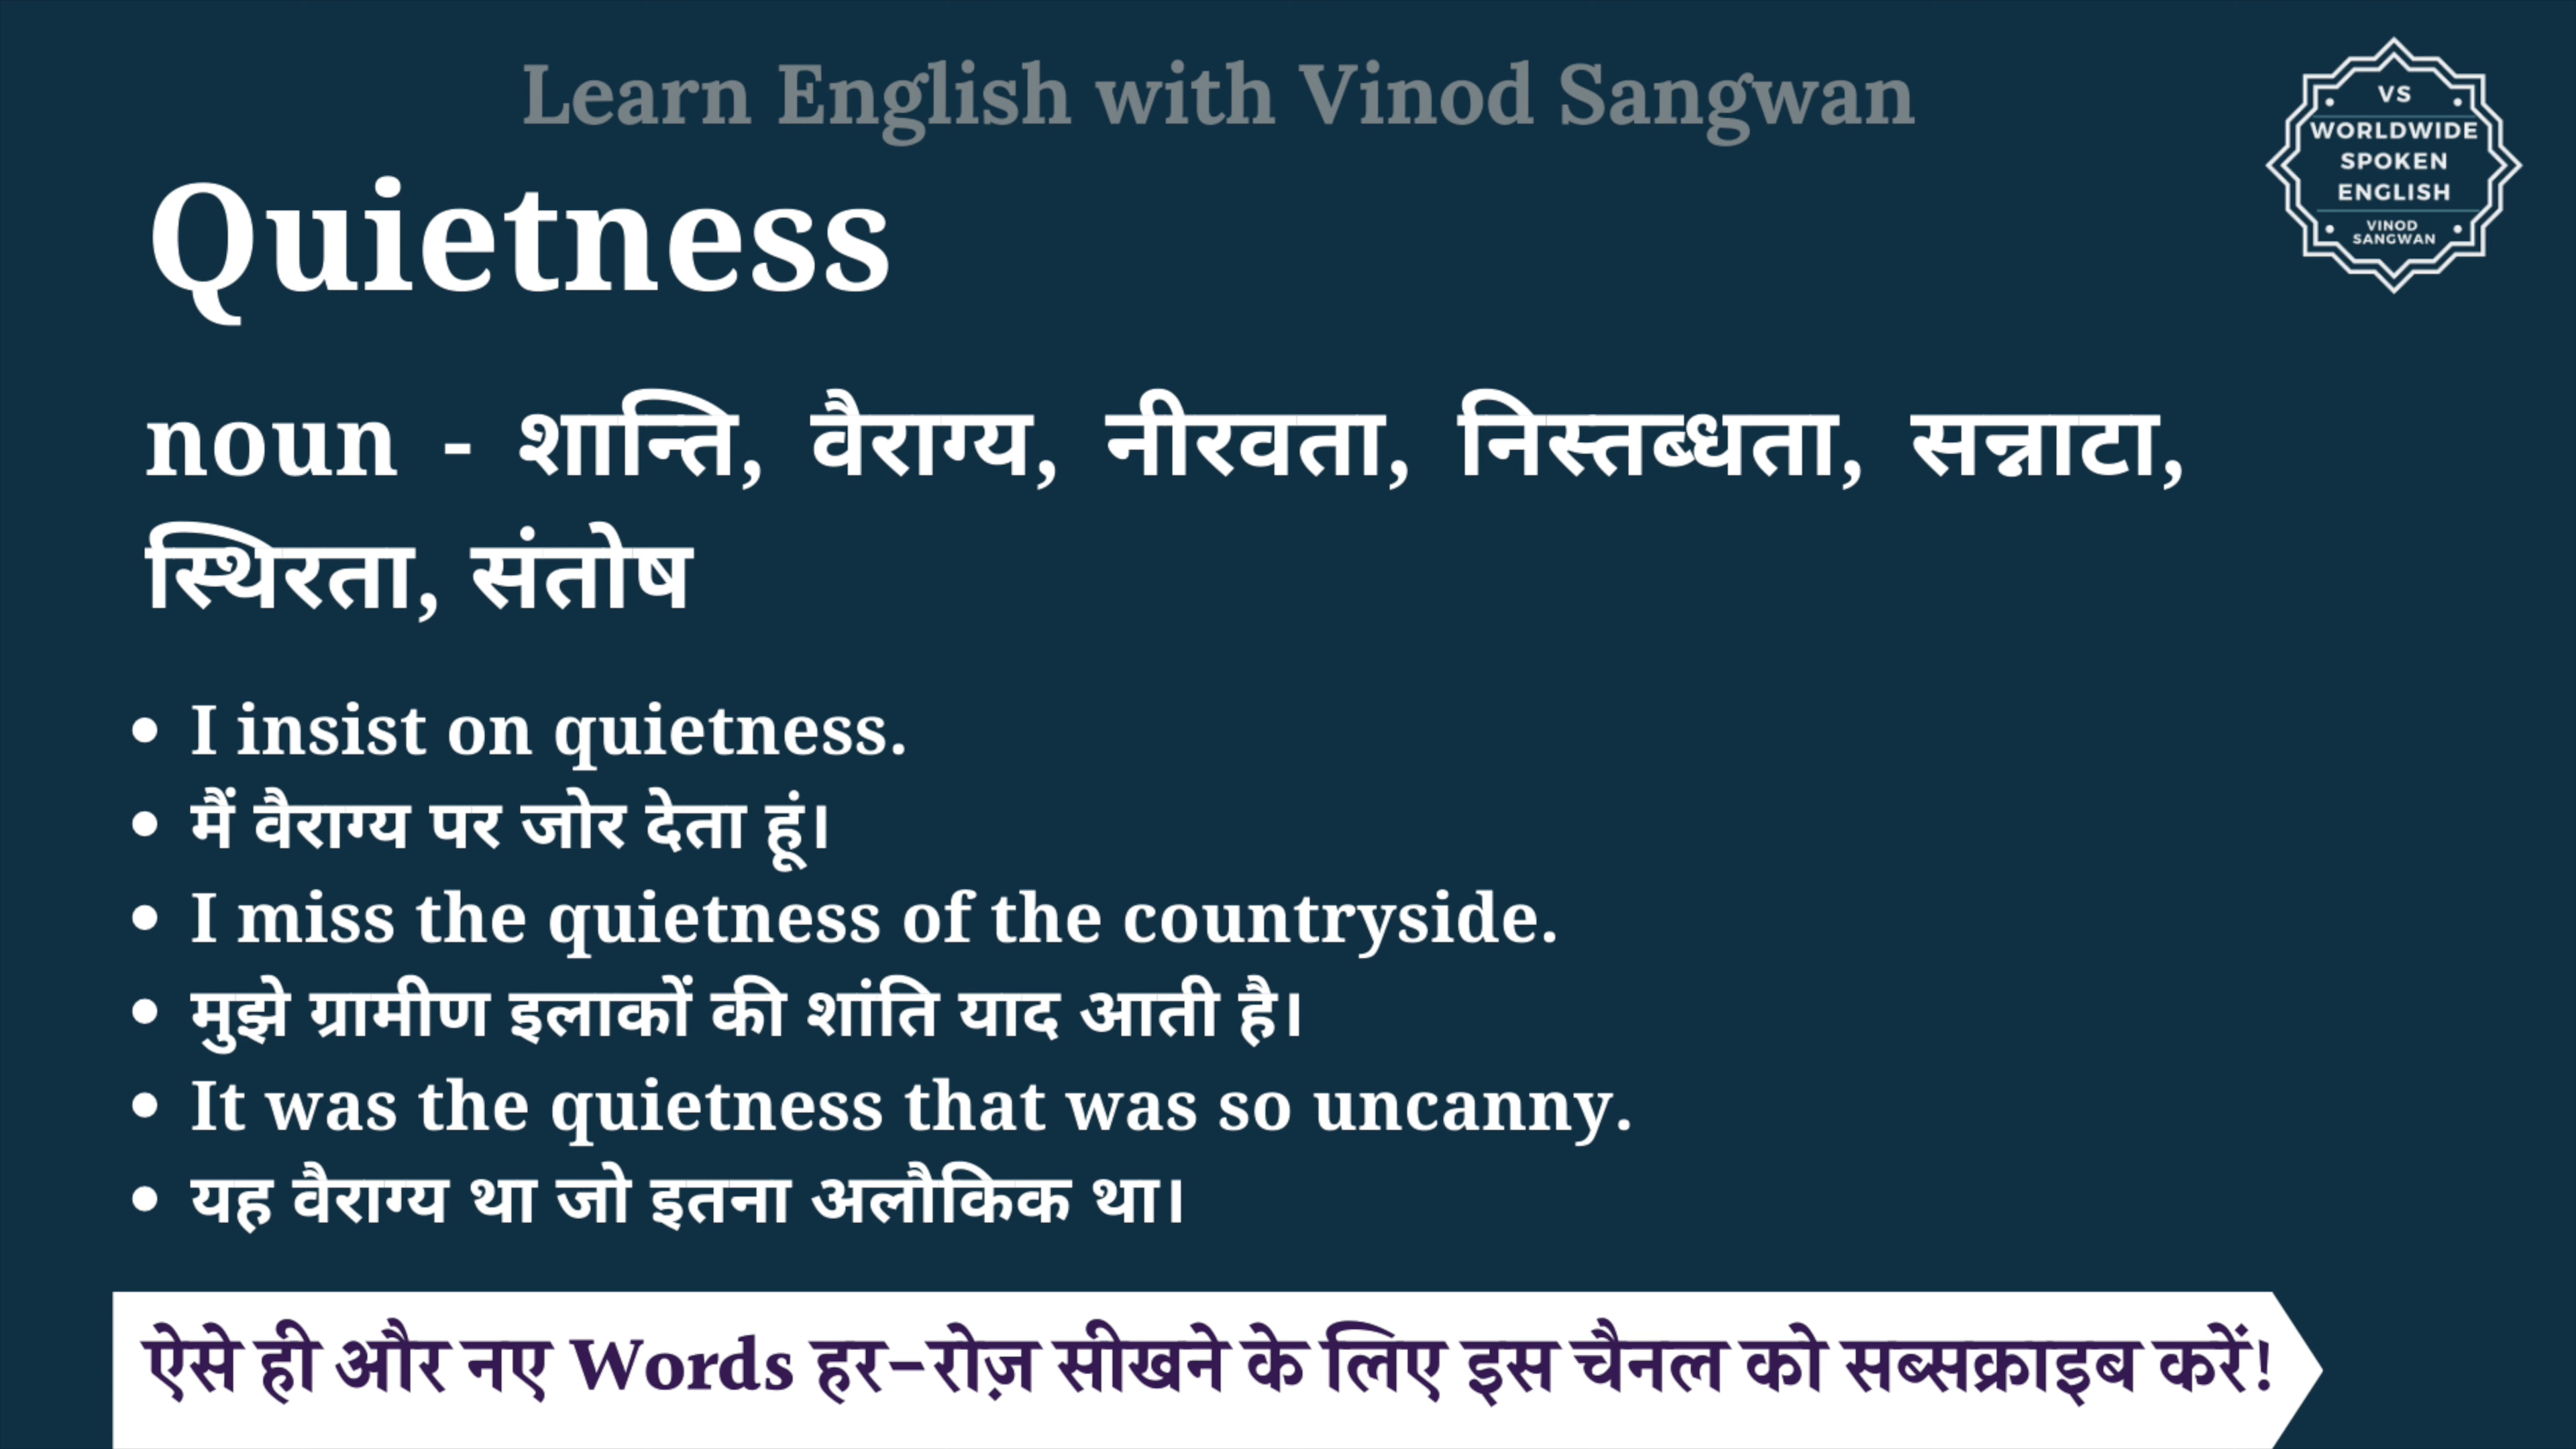 Learn English with Vinod Sangwan
VS
WORLDWIDE
SPOKEN
ENGLISH
VINOD
SANGWAN
Quietness
noun - शान्ति, वैराग्य, नीरवता, निस्तब्धता, सन्नाटा,
स्थिरता, संतोष
• I insist on quietness.
• मैं वैराग्य पर जोर देता हूं।
• I miss the quietness of the countryside.
• मुझे ग्रामीण इलाकों की शांति याद आती है।
• It was the quietness that was so uncanny.
• यह वैराग्य था जो इतना अलौकिक था।
ऐसे ही और नए Words हर-रोज़ सीखने के लिए इस चैनल को सब्सक्राइब करें!